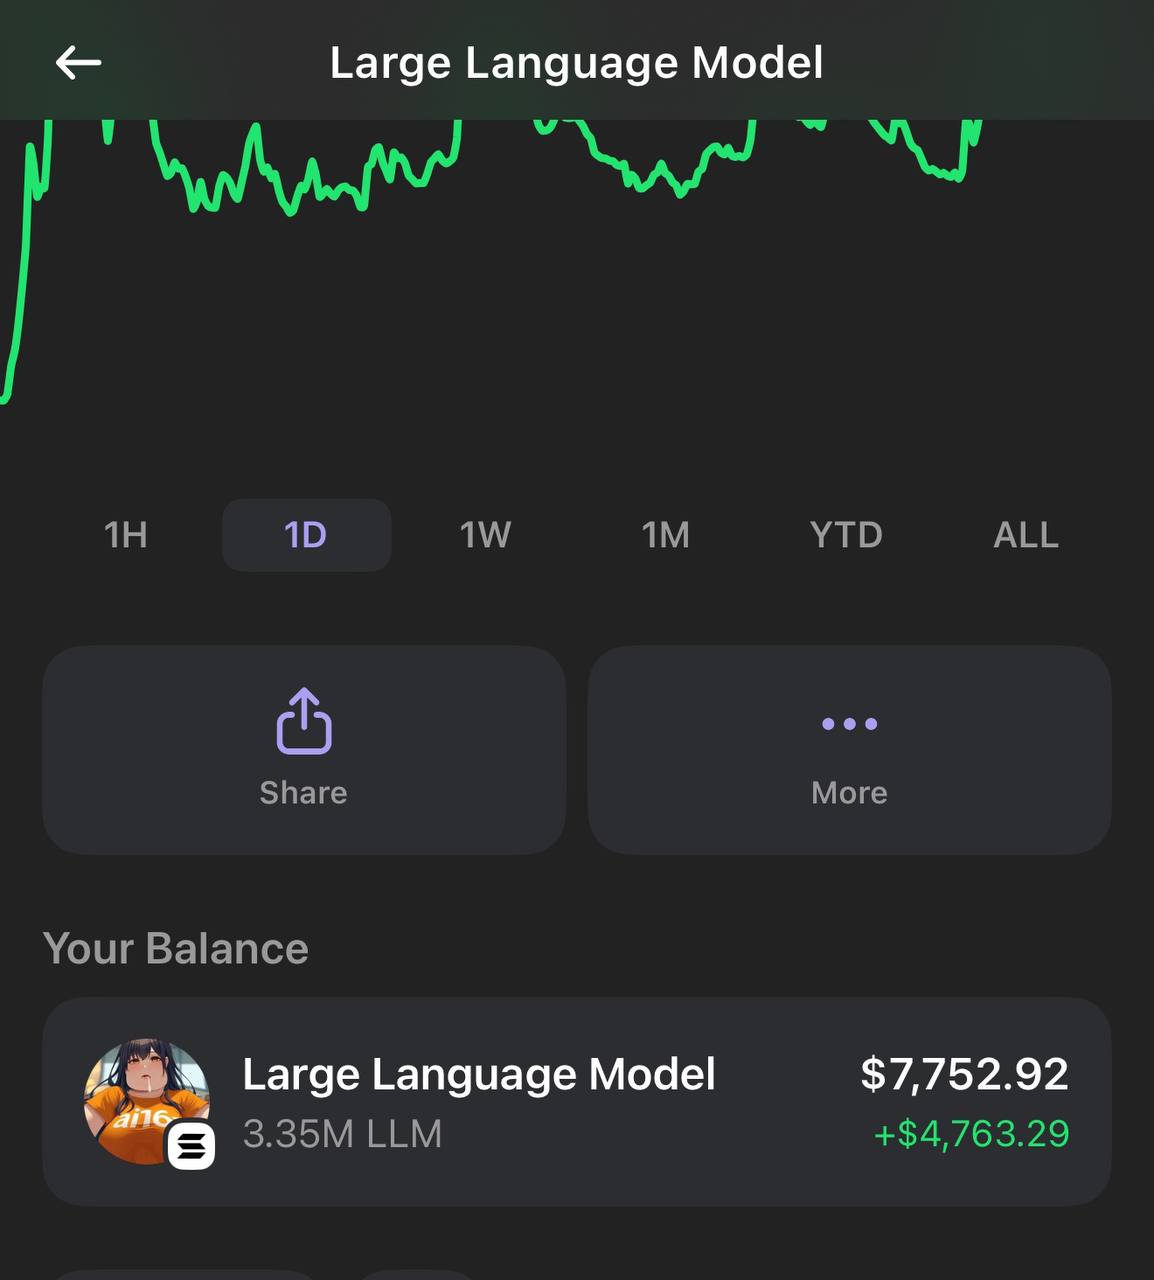 Large Language Model
1H 1D 1W 1M YTD ALL
Share More
Your Balance
Large Language Model $7,752.92
3.35M LLM +$4,763.29
ai16